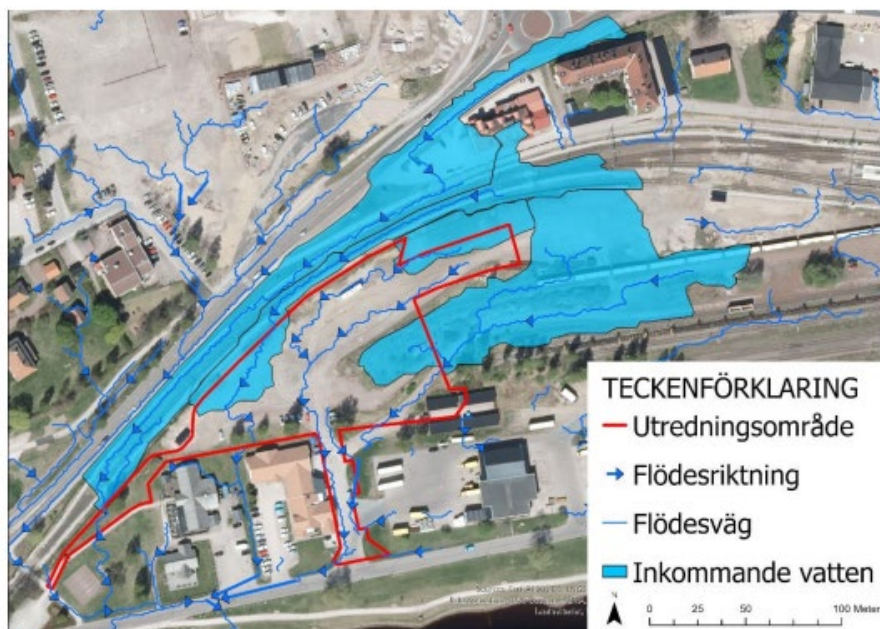 TECKENFÖRKLARING
Utredningsområde
Flödesriktning
Flödesväg
Inkommande vatten
N
0 25 50 100 Meter